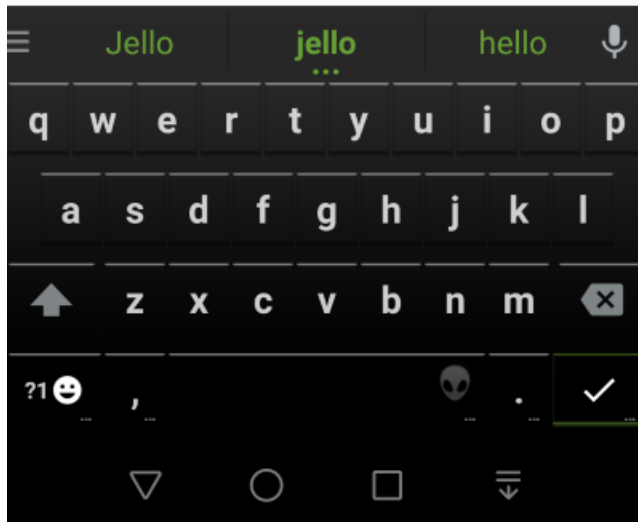 Jello jello hello
q w e r t y u i o p
a s d f g h j k l
z x c v b n m
?1 , .